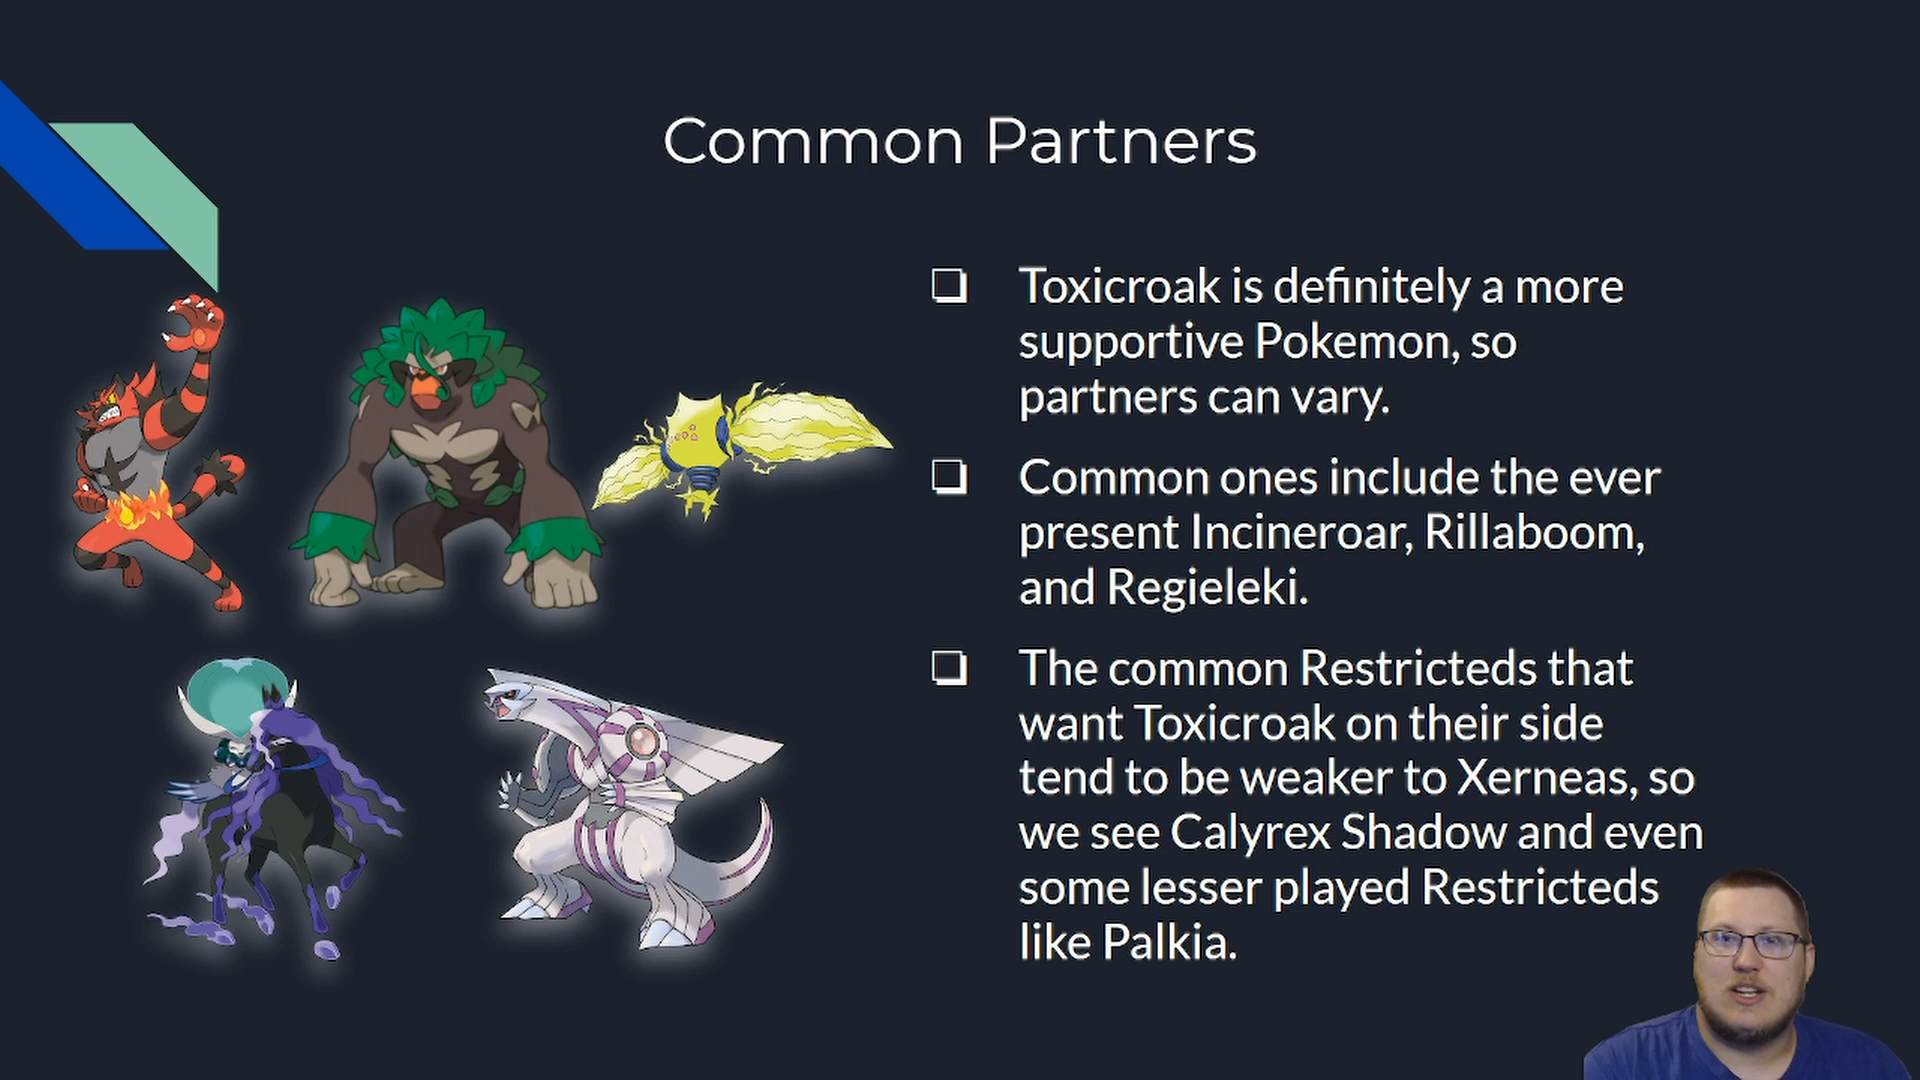 Common Partners
Toxicroak is definitely a more
supportive Pokemon, so
partners can vary.
Common ones include the ever
present Incineroar, Rillaboom,
and Regieleki.
The common Restricteds that
want Toxicroak on their side
tend to be weaker to Xerneas, so
we see Calyrex Shadow and even
some lesser played Restricteds
like Palkia.